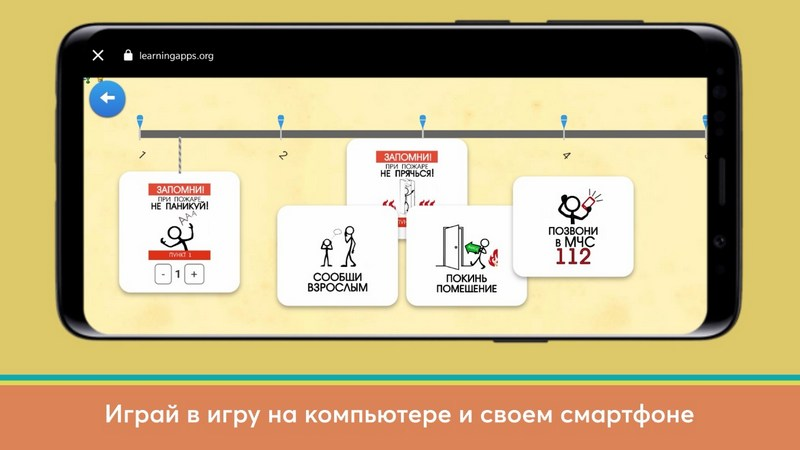 learningapps.org
1
2
4
ЗАПОМНИ!
ПРИ ПОЖАРЕ
НЕ ПАНИКУЙ!
ААА
ПУНКТ 1
- 1 +
СООБЩИ
ВЗРОСЛЫМ
ЗАПОМНИ!
ПРИ ПОЖАРЕ
НЕ ПРЯЧЬСЯ!
ПОКИНЬ
ПОМЕЩЕНИЕ
ПОЗВОНИ
в МЧС
112
Играй в игру на компьютере и своем смартфоне